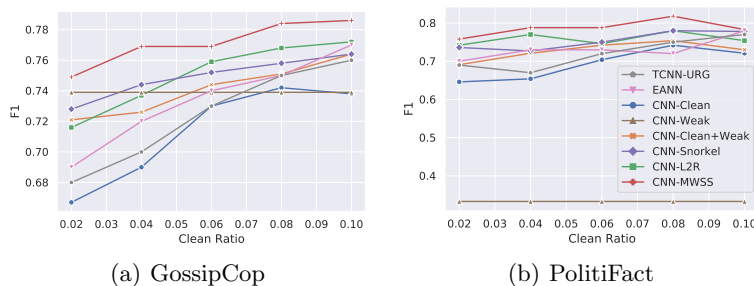 0.78
0.76
0.74
0.72
0.70
0.68
F1
0.02 0.03 0.04 0.05 0.06 0.07 0.08 0.09 0.10
Clean Ratio
(a) GossipCop
0.8
0.7
0.6
0.5
0.4
F1
TCNN-URG
EANN
CNN-Clean
CNN-Weak
CNN-Clean+Weak
CNN-Snorkel
CNN-L2R
CNN-MWSS
0.02 0.03 0.04 0.05 0.06 0.07 0.08 0.09 0.10
Clean Ratio
(b) PolitiFact